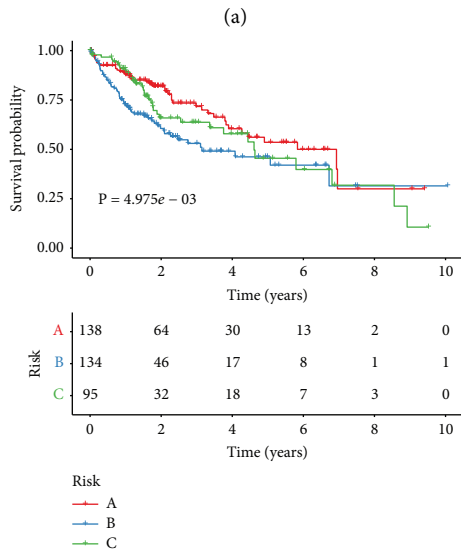 (a)
1.00
0.75
0.50
0.25
0.00
Survival probability
P = 4.975e − 03
0 2 4 6 8 10
Time (years)
Risk
A 138 64 30 13 2 0
B 134 46 17 8 1 1
C 95 32 18 7 3 0
0 2 4 6 8 10
Time (years)
Risk
A
B
C